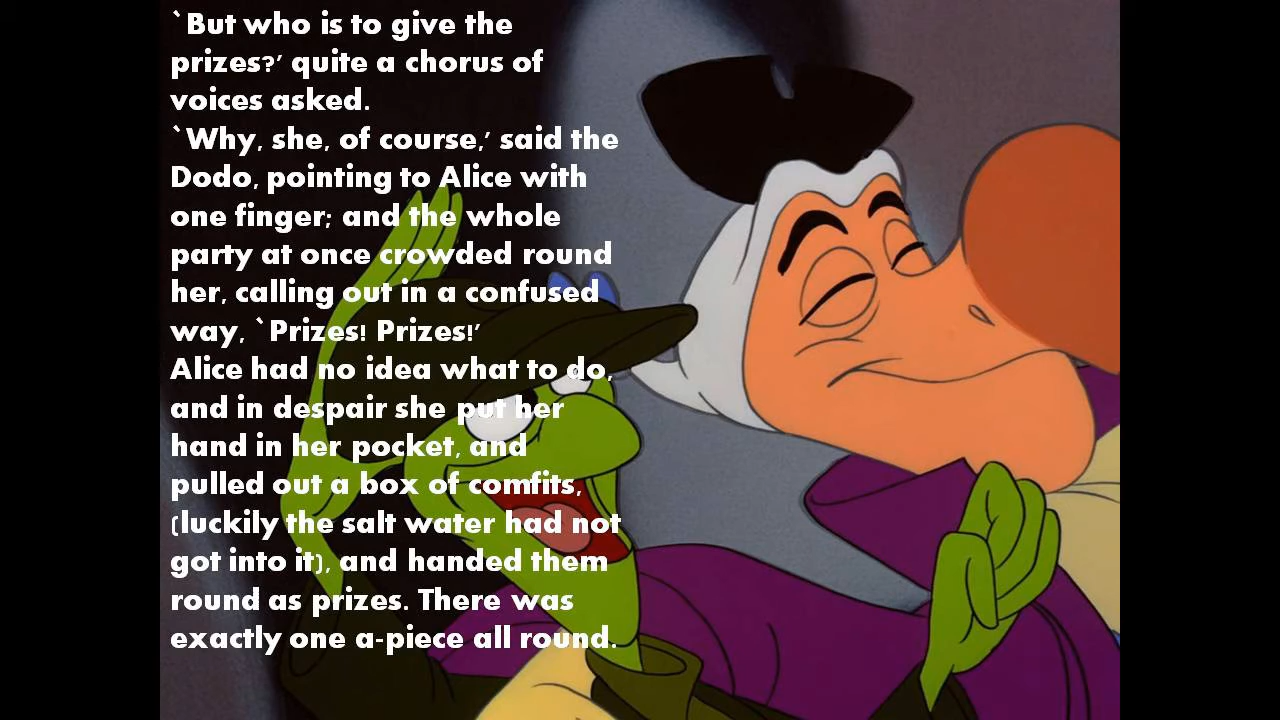 `But who is to give the
prizes?' quite a chorus of
voices asked.
`Why, she, of course,' said the
Dodo, pointing to Alice with
one finger; and the whole
party at once crowded round
her, calling out in a confused
way, `Prizes! Prizes!'
Alice had no idea what to do,
and in despair she put her
hand in her pocket, and
pulled out a box of comfits,
(luckily the salt water had not
got into it), and handed them
round as prizes. There was
exactly one a-piece all round.